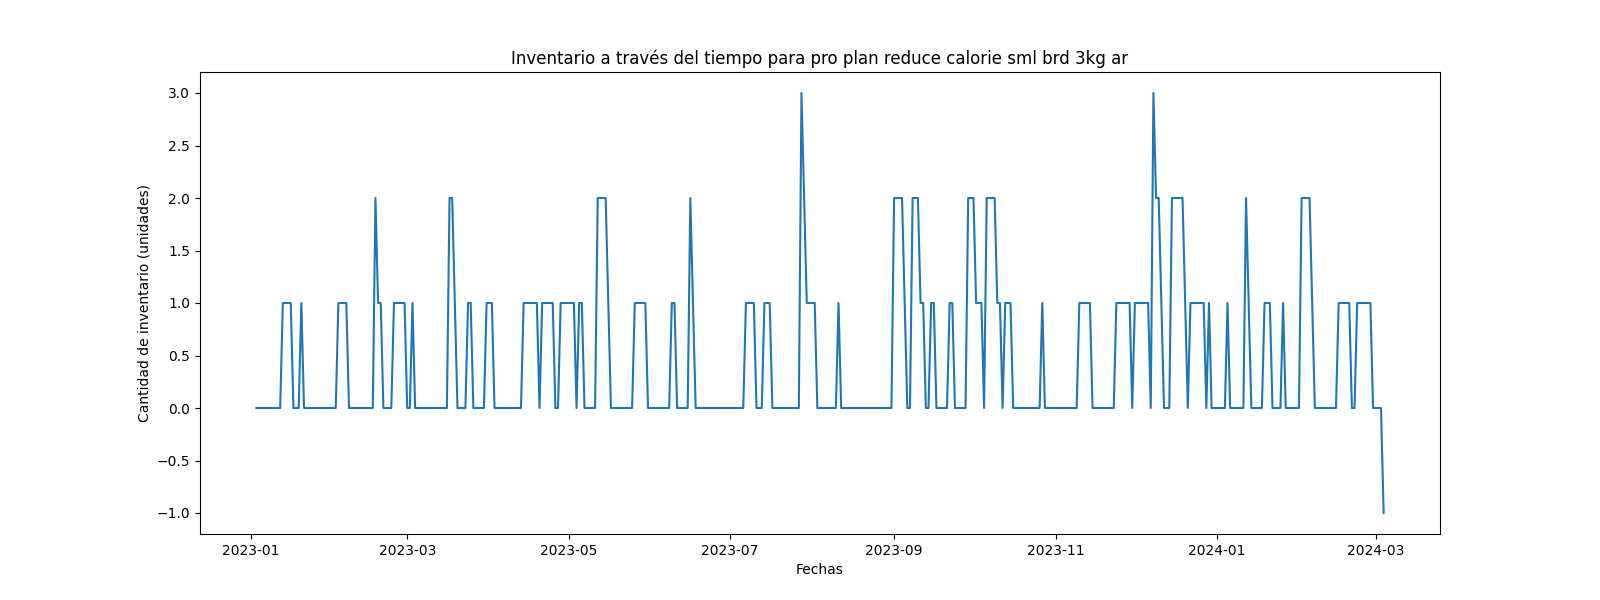 Inventario a través del tiempo para pro plan reduce calorie sml brd 3kg ar
Cantidad de inventario (unidades)
3.0
2.5
2.0
1.5
1.0
0.5
0.0
−0.5
−1.0
2023-01 2023-03 2023-05 2023-07 2023-09 2023-11 2024-01 2024-03
Fechas